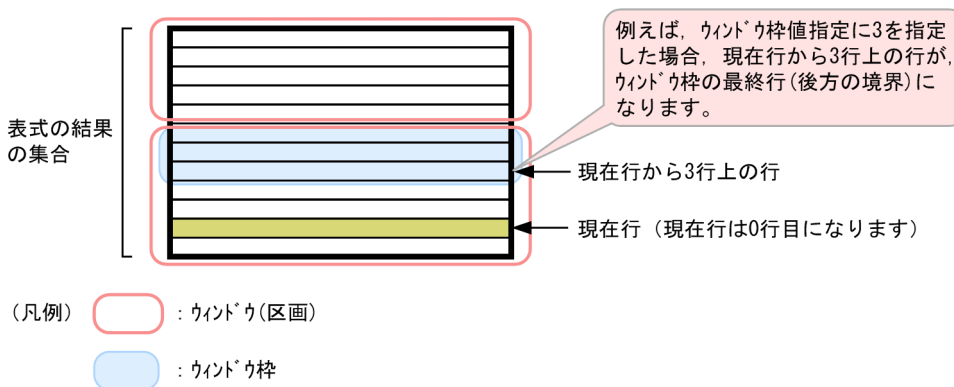 例えば，ｳｨﾝﾄﾞｳ枠値指定に3を指定
した場合，現在行から3行上の行が，
ｳｨﾝﾄﾞｳ枠の最終行(後方の境界)に
なります。
表式の結果
の集合
現在行から3行上の行
現在行（現在行は0行目になります）
（凡例）
：ｳｨﾝﾄﾞｳ(区画)
：ｳｨﾝﾄﾞｳ枠